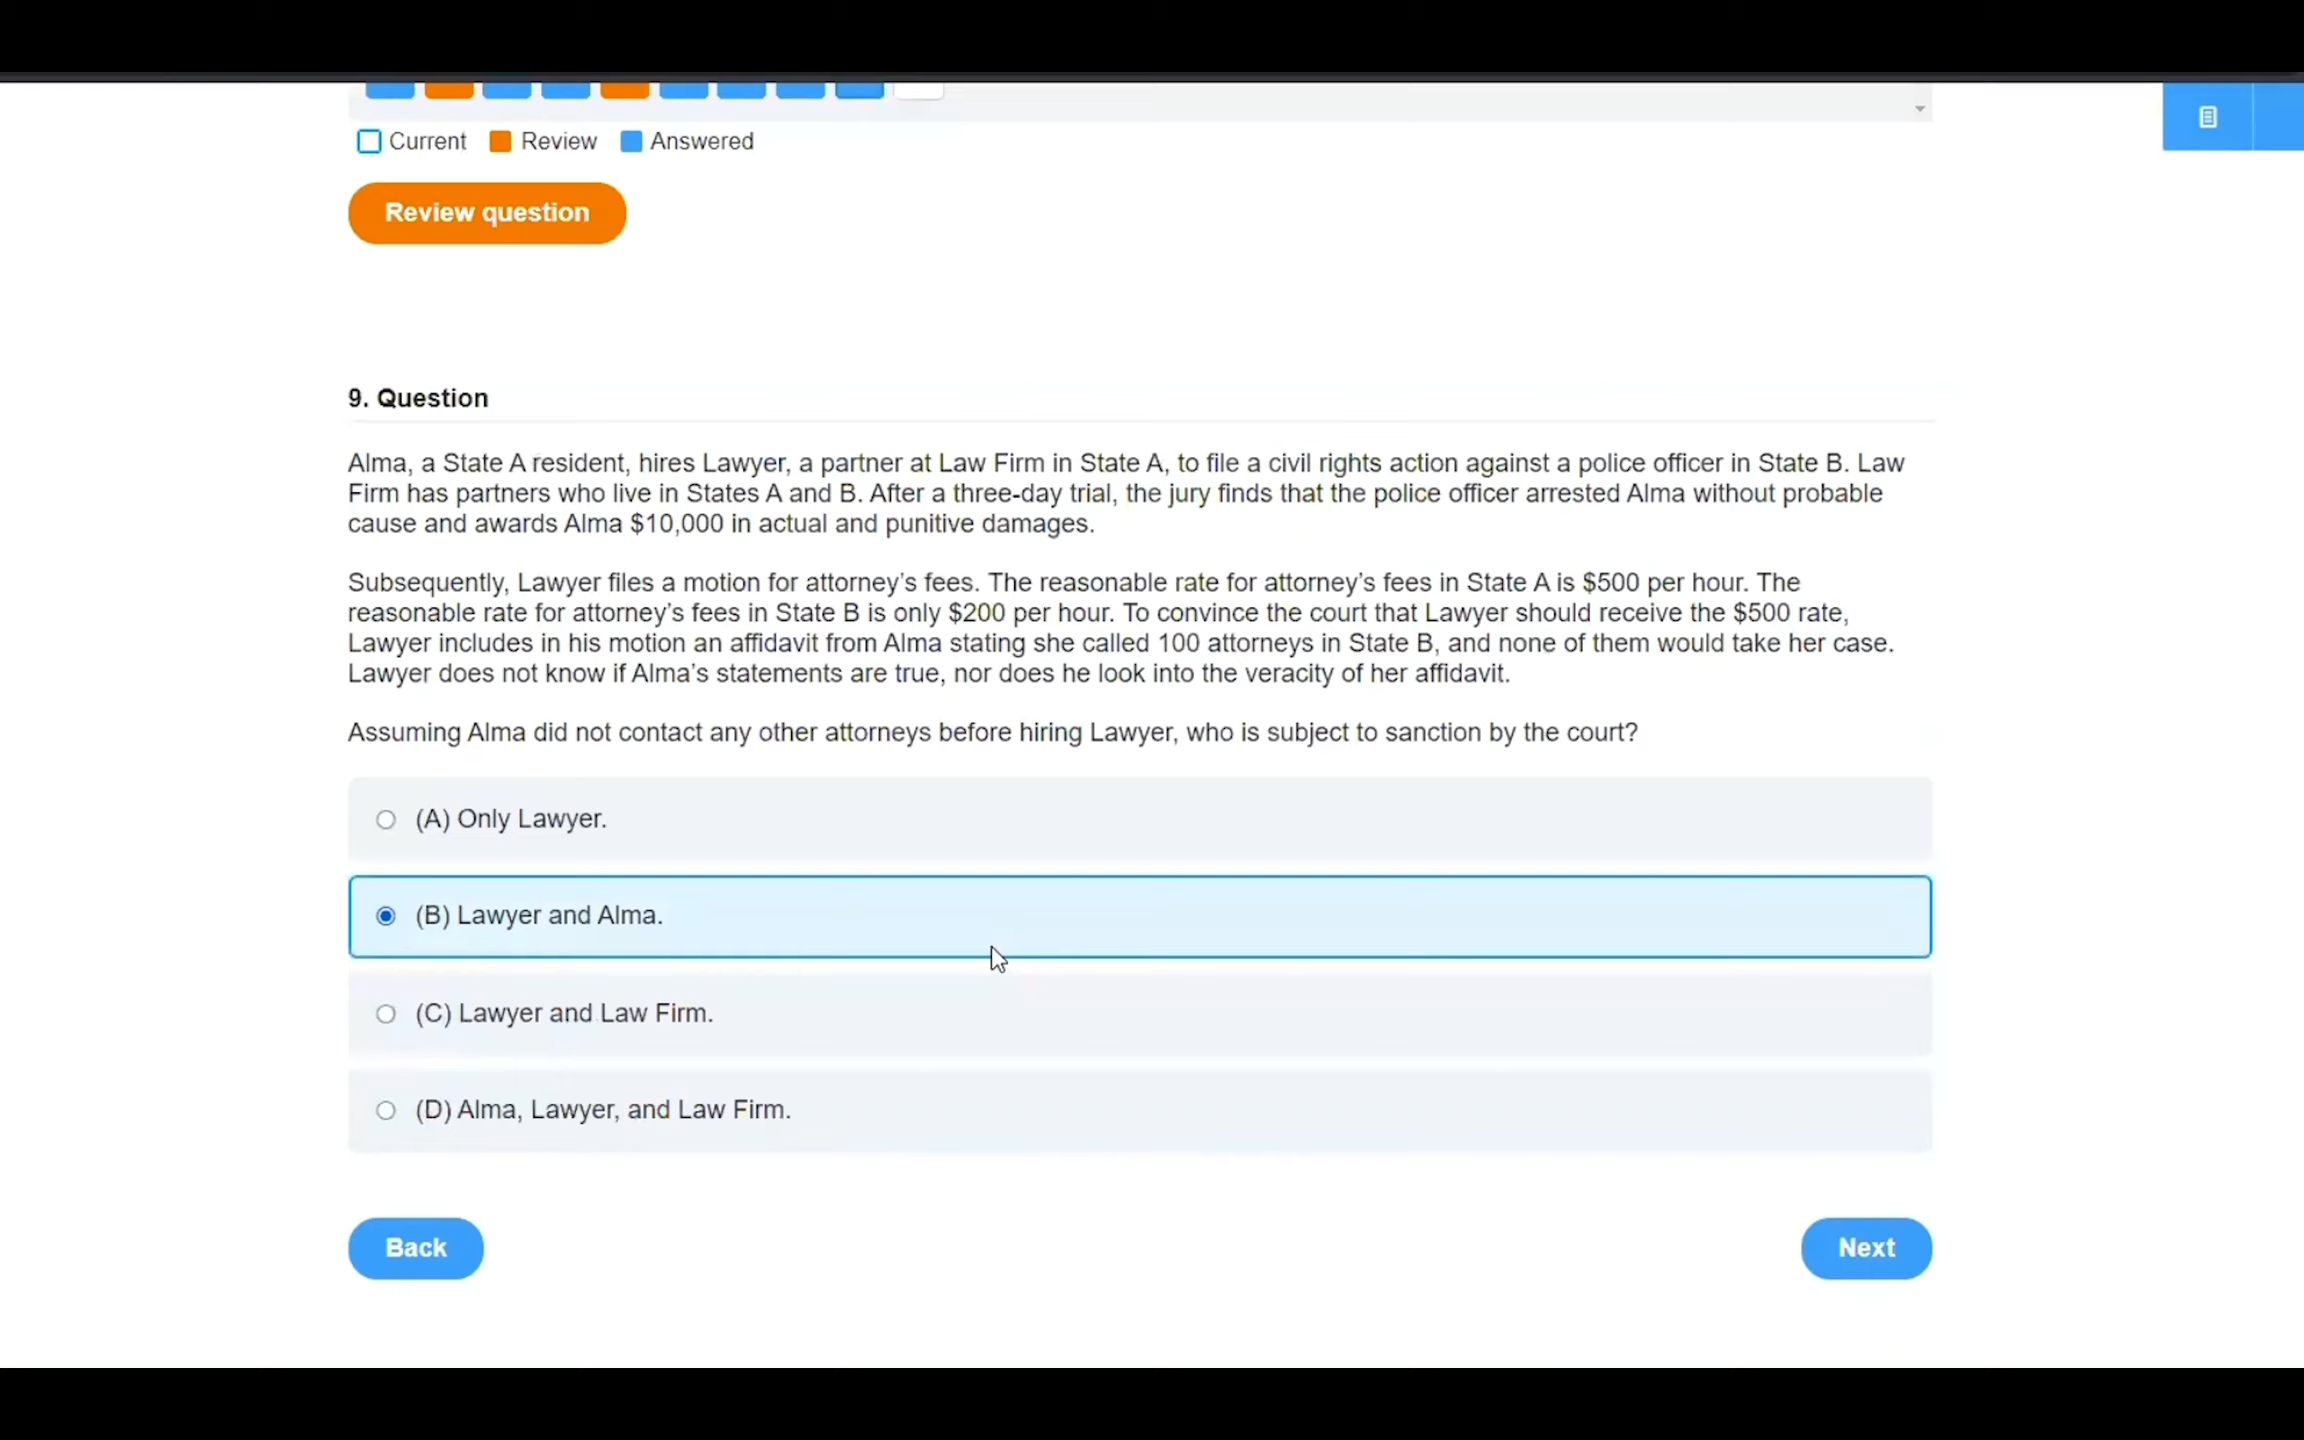 Current Review Answered
Review question
9. Question
Alma, a State A resident, hires Lawyer, a partner at Law Firm in State A, to file a civil rights action against a police officer in State B. Law
Firm has partners who live in States A and B. After a three-day trial, the jury finds that the police officer arrested Alma without probable
cause and awards Alma $10,000 in actual and punitive damages.
Subsequently, Lawyer files a motion for attorney’s fees. The reasonable rate for attorney’s fees in State A is $500 per hour. The
reasonable rate for attorney’s fees in State B is only $200 per hour. To convince the court that Lawyer should receive the $500 rate,
Lawyer includes in his motion an affidavit from Alma stating she called 100 attorneys in State B, and none of them would take her case.
Lawyer does not know if Alma’s statements are true, nor does he look into the veracity of her affidavit.
Assuming Alma did not contact any other attorneys before hiring Lawyer, who is subject to sanction by the court?
(A) Only Lawyer.
(B) Lawyer and Alma.
(C) Lawyer and Law Firm.
(D) Alma, Lawyer, and Law Firm.
Back
Next